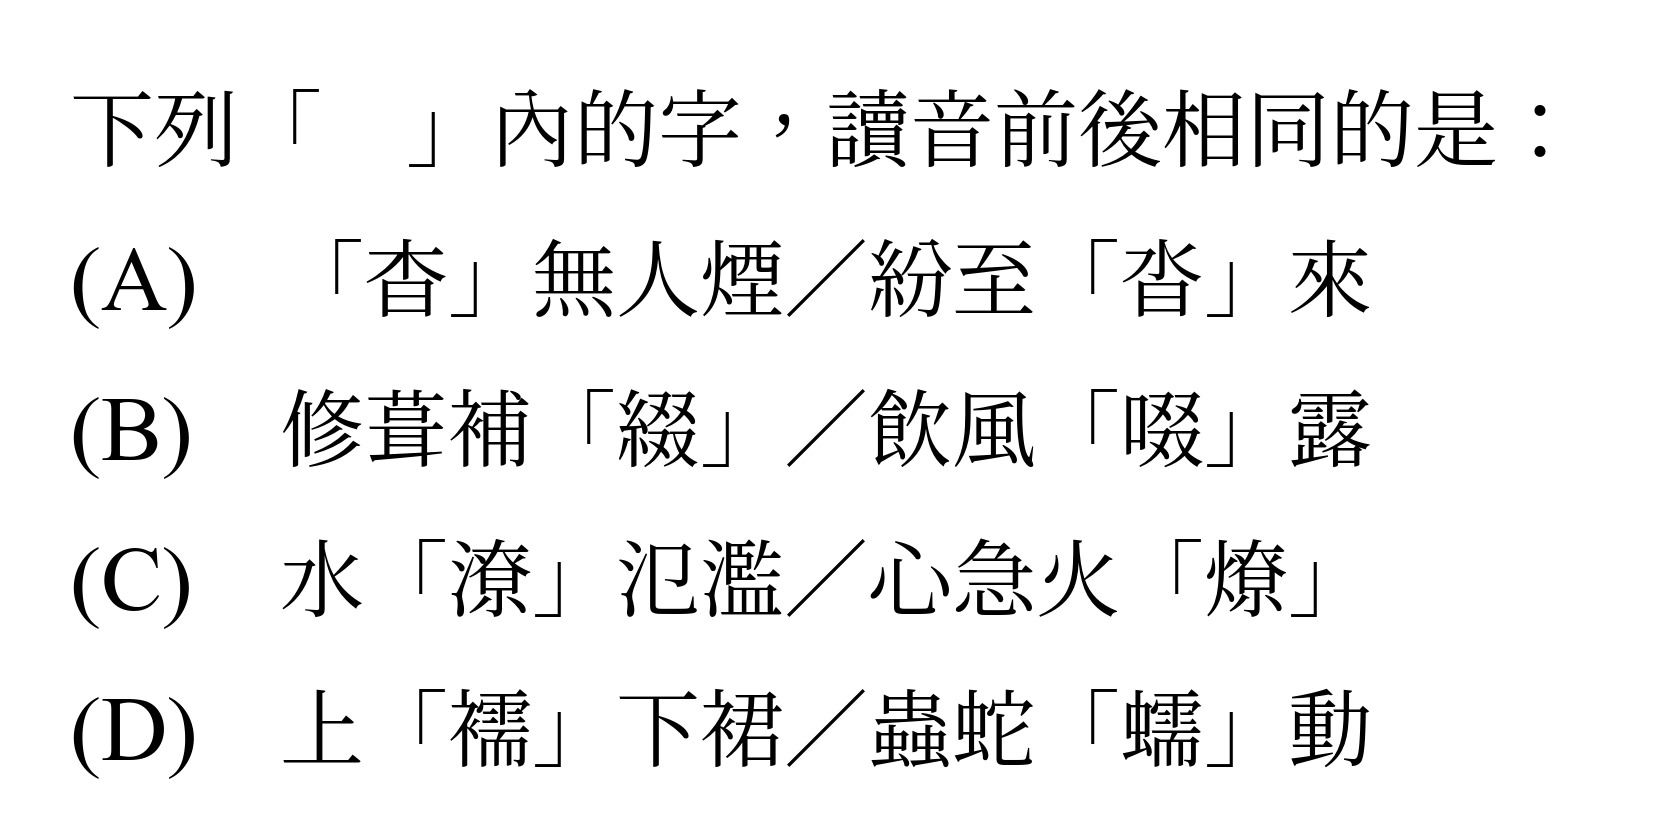 下列「　」內的字，讀音前後相同的是：
(A)　「杳」無人煙／紛至「沓」來
(B)　修葺補「綴」／飲風「啜」露
(C)　水「潦」氾濫／心急火「燎」
(D)　上「襦」下裙／蟲蛇「蠕」動